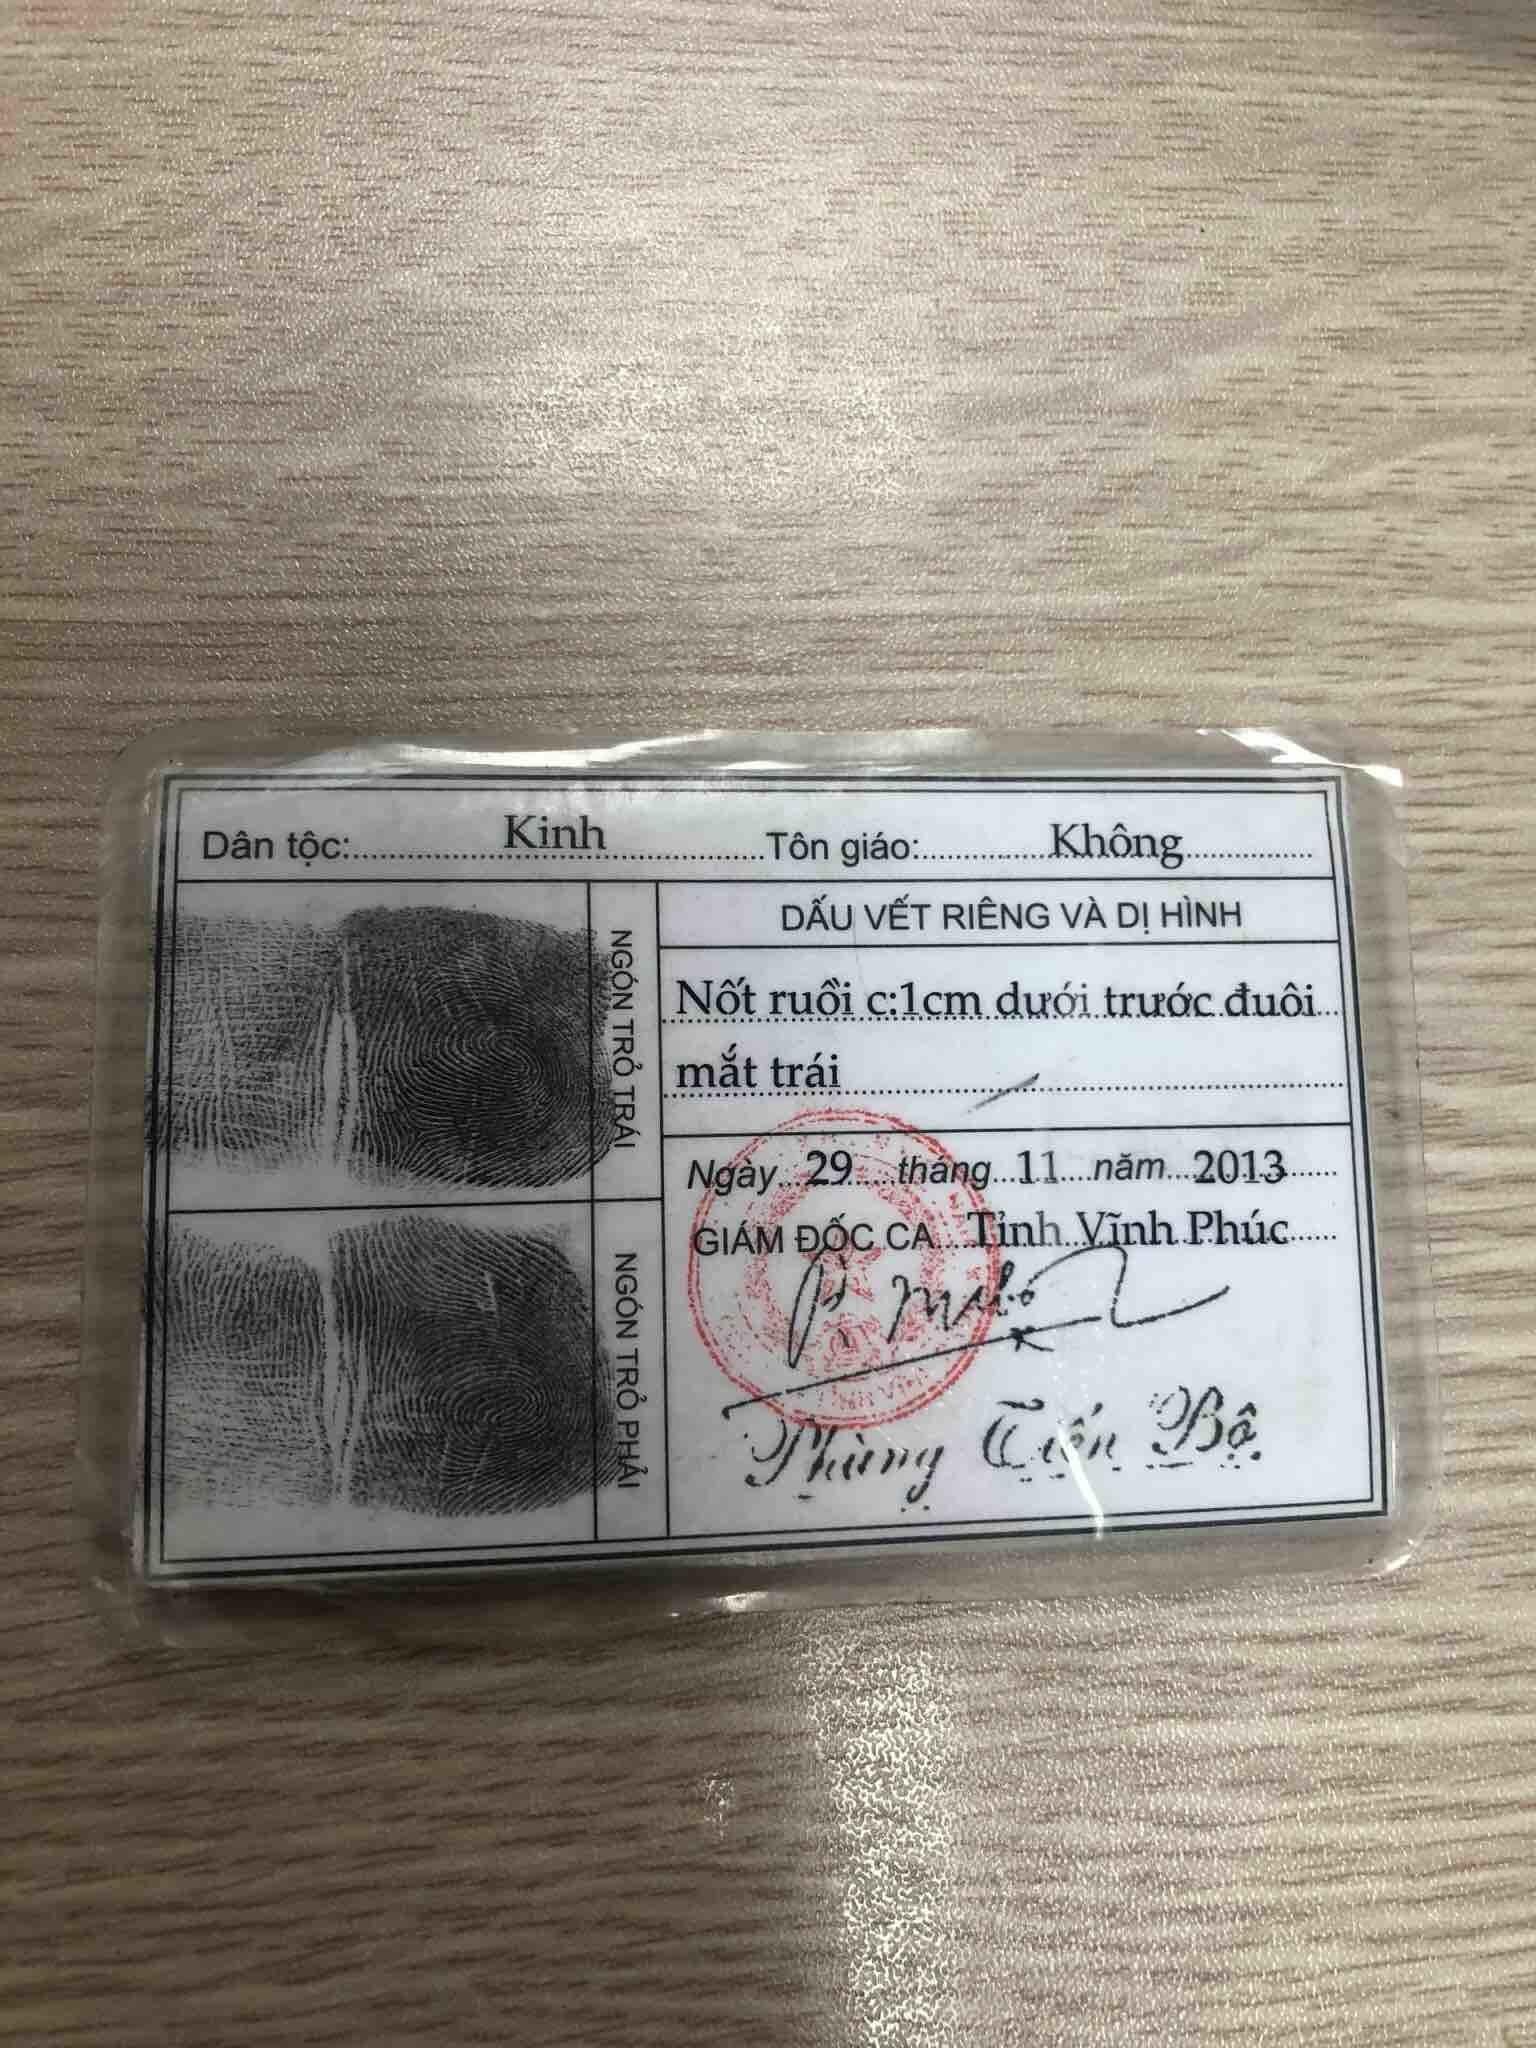 Dân tộc: Kinh Tôn giáo: Không
NGÓN TRỎ TRÁI
NGÓN TRỎ PHẢI
DẤU VẾT RIÊNG VÀ DỊ HÌNH
Nốt ruồi c:1cm dưới trước đuôi
mắt trái
Ngày 29 tháng 11 năm 2013
GIÁM ĐỐC CA Tỉnh Vĩnh Phúc
Phùng Tiến Bộ